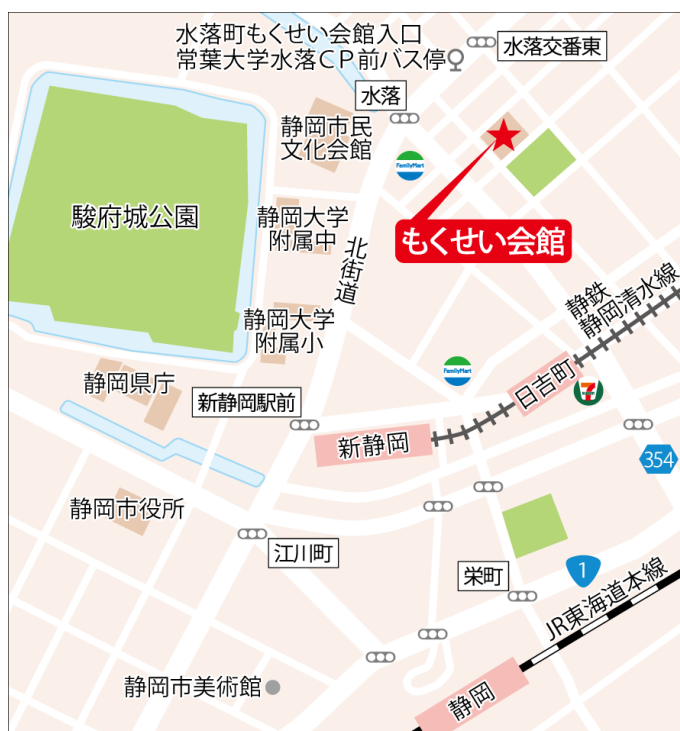 水落町もくせい会館入口
常葉大学水落CP前バス停
水落交番東
水落
静岡市民
文化会館
FamilyMart
もくせい会館
駿府城公園
静岡大学
附属中
北街道
静鉄
静岡清水線
静岡大学
附属小
静岡県庁
FamilyMart
日吉町
7
新静岡駅前
新静岡
354
静岡市役所
江川町
栄町
1
JR東海道本線
静岡市美術館
静岡